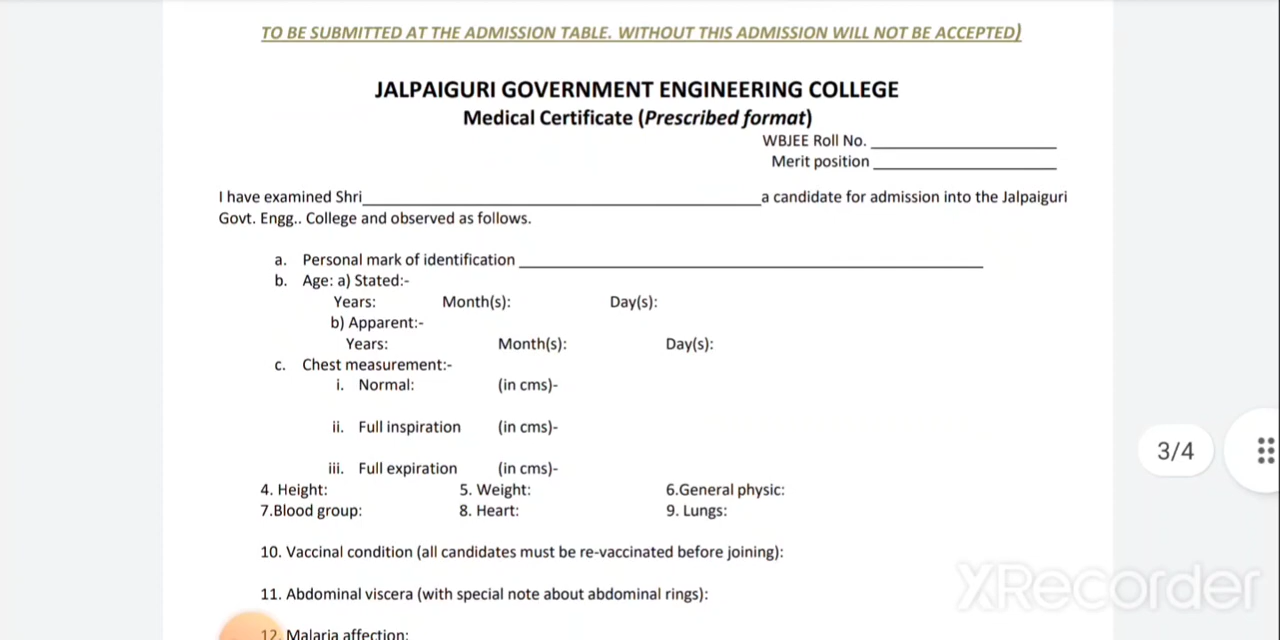 TO BE SUBMITTED AT THE ADMISSION TABLE. WITHOUT THIS ADMISSION WILL NOT BE ACCEPTED)
JALPAIGURI GOVERNMENT ENGINEERING COLLEGE
Medical Certificate (Prescribed format)
WBJEE Roll No. ____________________
Merit position ____________________
I have examined Shri____________________a candidate for admission into the Jalpaiguri
Govt. Engg.. College and observed as follows.
a. Personal mark of identification ____________________
b. Age: a) Stated:-
Years: Month(s): Day(s):
b) Apparent:-
Years: Month(s): Day(s):
c. Chest measurement:-
i. Normal: (in cms)-
ii. Full inspiration (in cms)-
3/4
iii. Full expiration (in cms)-
4. Height: 5. Weight: 6.General physic:
7.Blood group: 8. Heart: 9. Lungs:
10. Vaccinal condition (all candidates must be re-vaccinated before joining):
XRecorder
11. Abdominal viscera (with special note about abdominal rings):
12. Malaria affection: